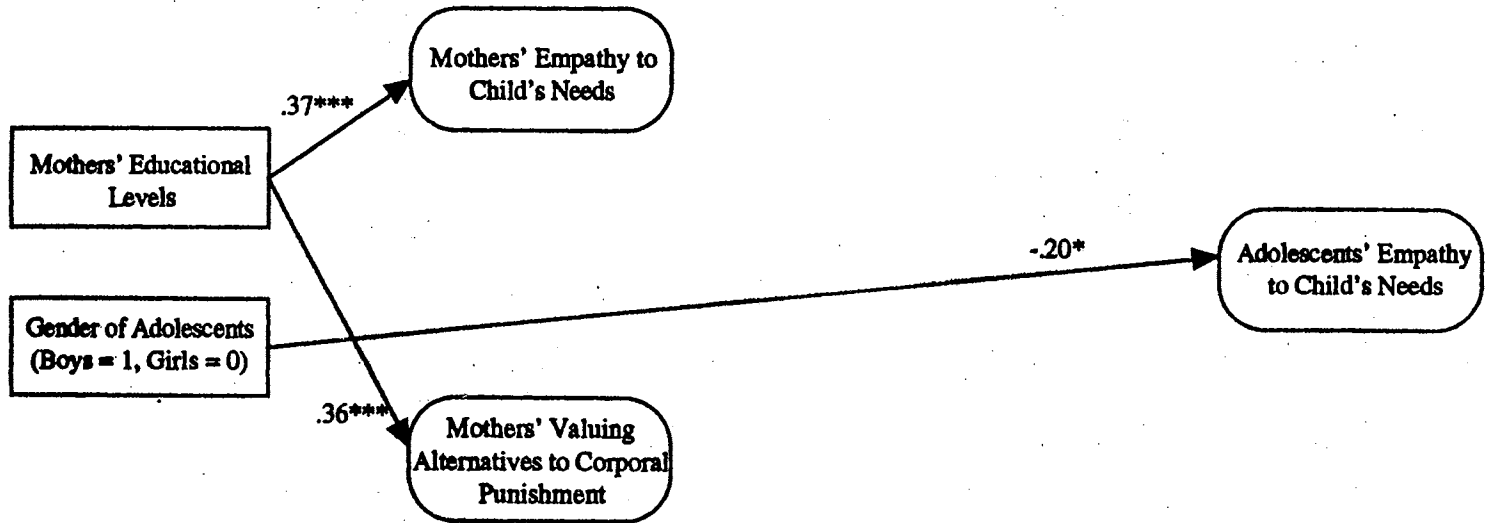 Mothers' Empathy to
Child's Needs
.37***
Mothers' Educational
Levels
-.20*
Adolescents' Empathy
to Child's Needs
Gender of Adolescents
(Boys = 1, Girls = 0)
.36***
Mothers' Valuing
Alternatives to Corporal
Punishment